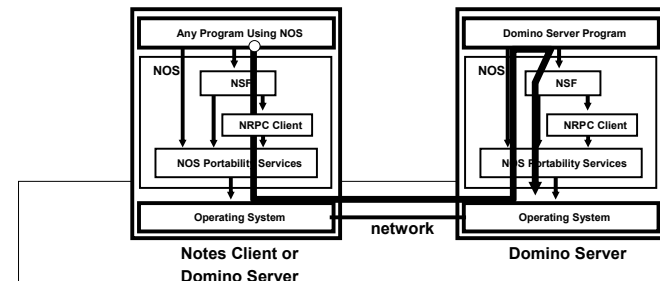 Any Program Using NOS
NOS
NSF
NRPC Client
NOS Portability Services
Operating System
Notes Client or
Domino Server
network
Domino Server Program
NOS
NSF
NRPC Client
NOS Portability Services
Operating System
Domino Server